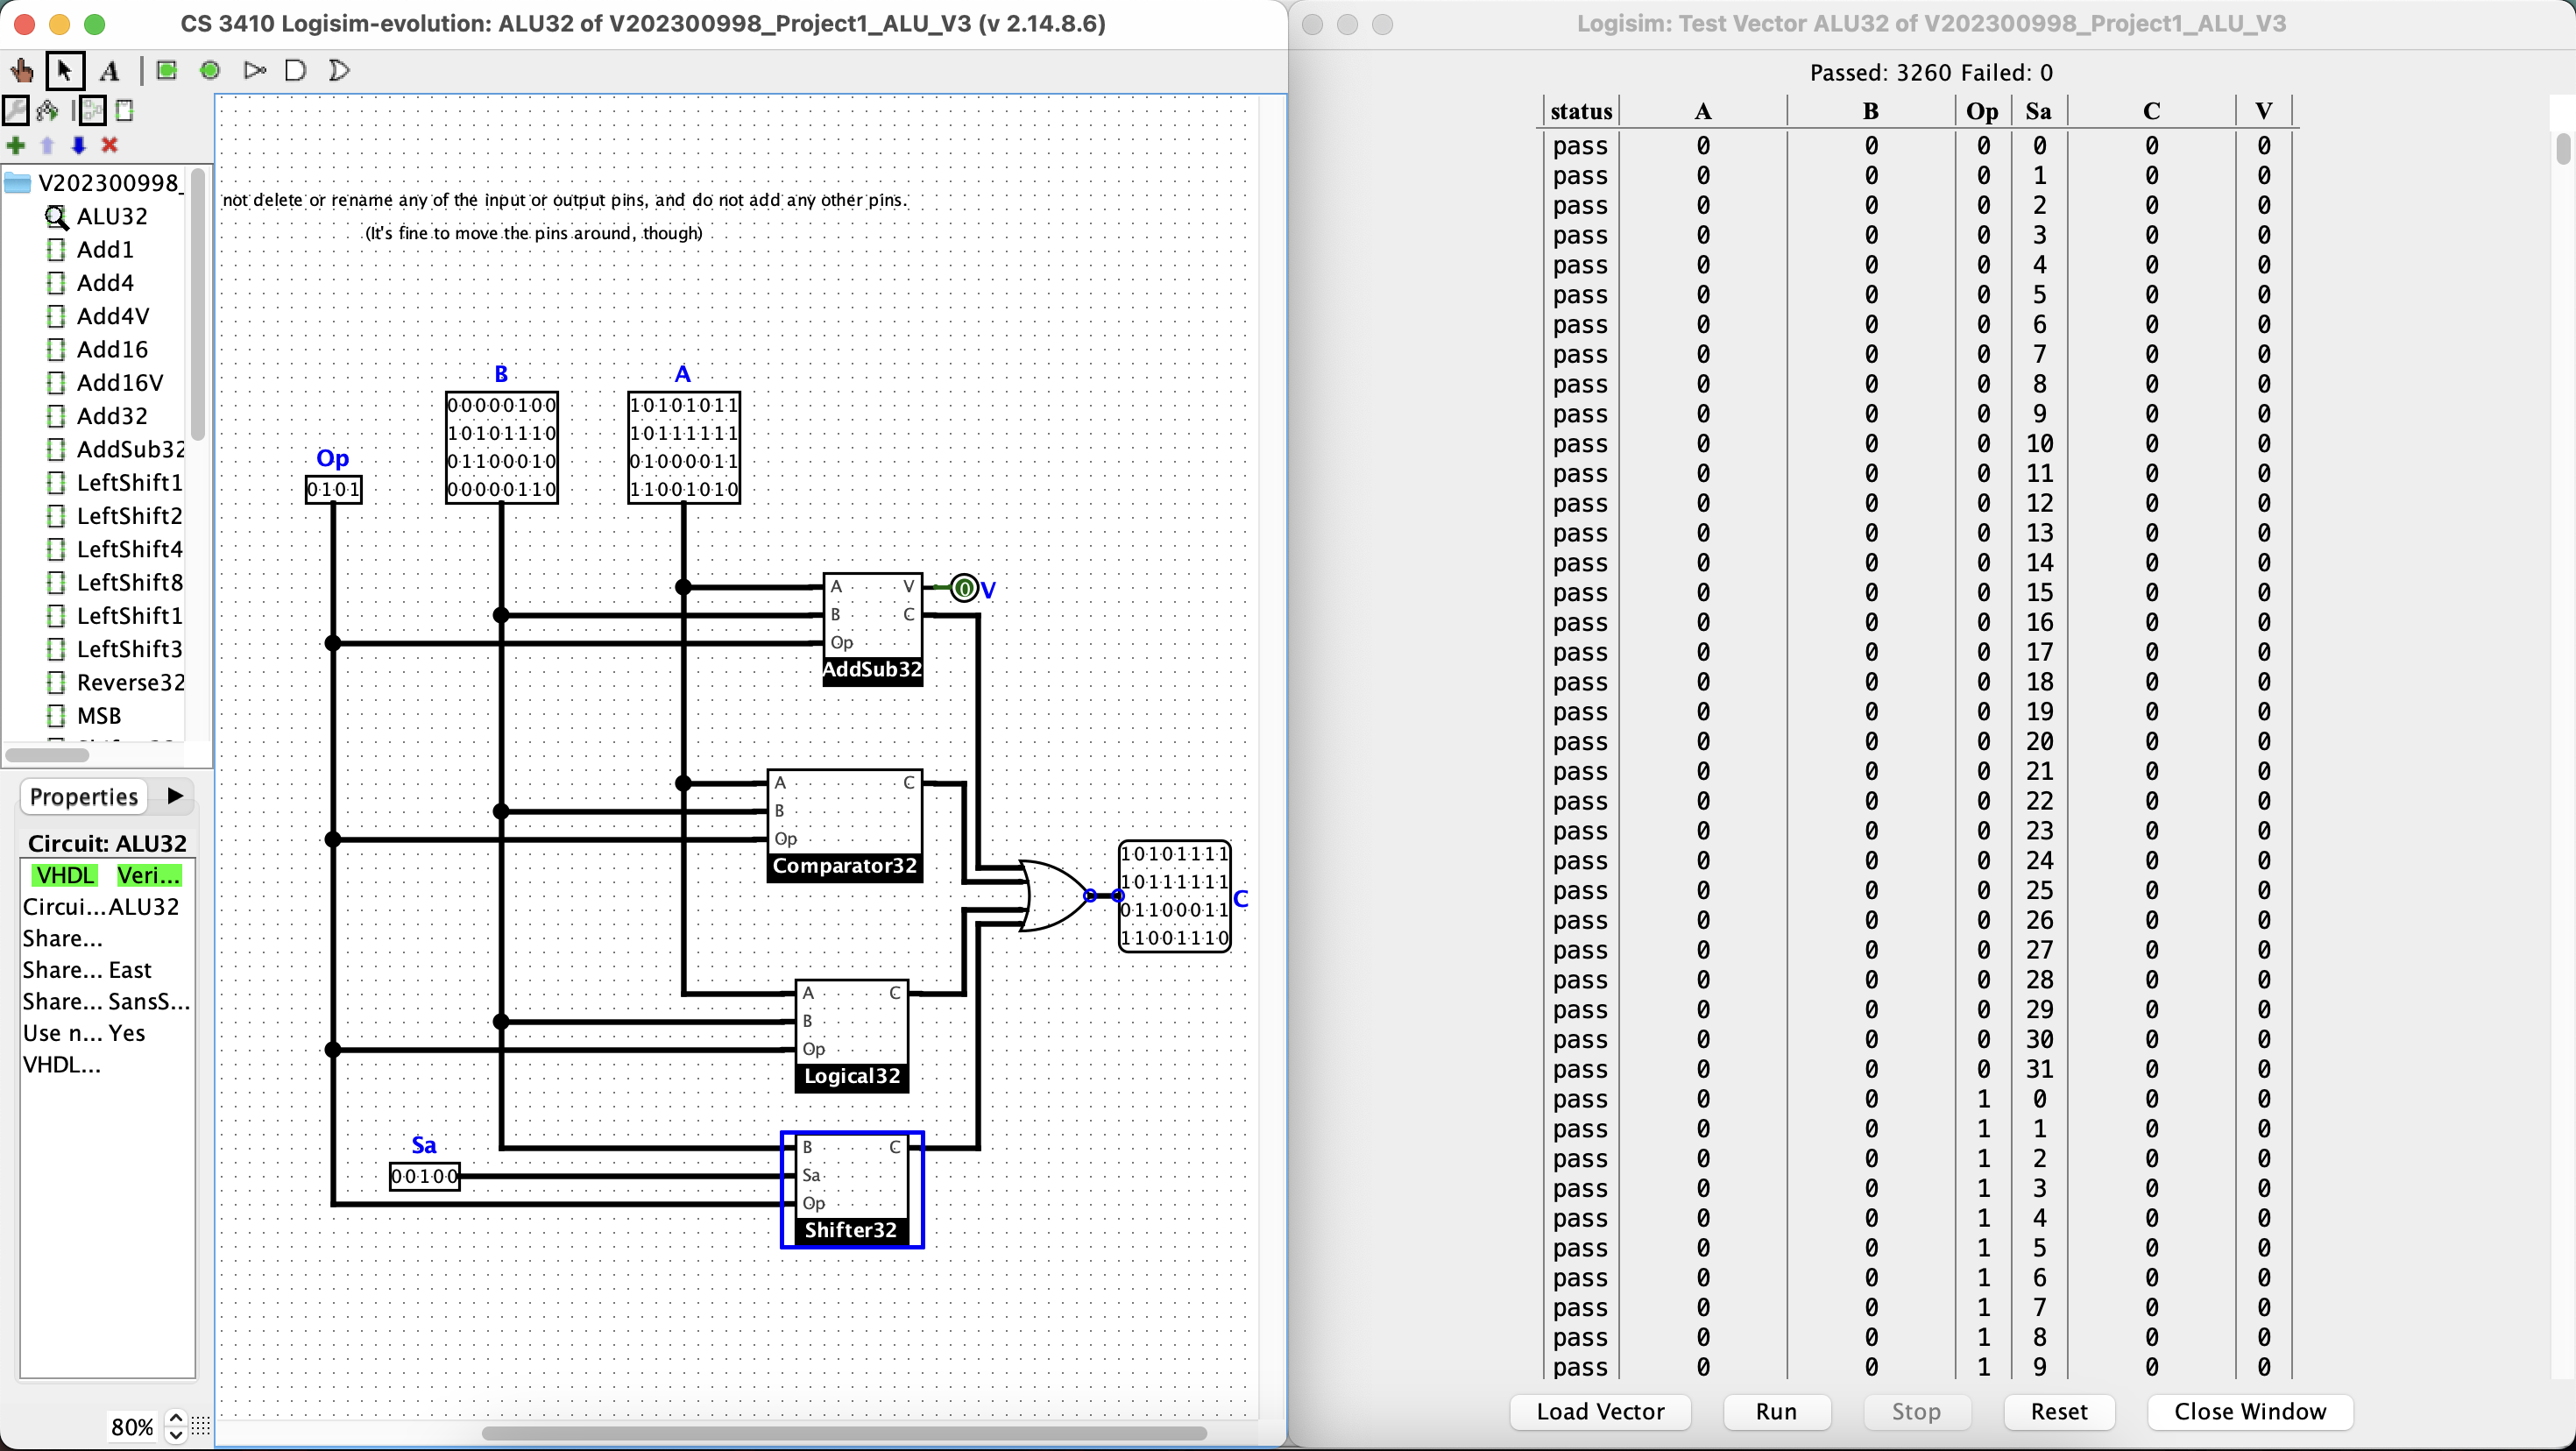 CS 3410 Logisim-evolution: ALU32 of V202300998_Project1_ALU_V3 (v 2.14.8.6)
A
V202300998_
ALU32
Add1
Add4
Add4V
Add16
Add16V
Add32
AddSub32
LeftShift1
LeftShift2
LeftShift4
LeftShift8
LeftShift1
LeftShift3
Reverse32
MSB
Properties
Circuit: ALU32
VHDL Veri...
Circui... ALU32
Share...
Share... East
Share... SansS...
Use n... Yes
VHDL...
80%
not delete or rename any of the input or output pins, and do not add any other pins.
(It's fine to move the pins around, though)
B A
00000100 10101011
10101110 10111111
01100010 01000011
00000110 11001010
Op
0101
A V
B C
Op
AddSub32
0 V
A C
B
Op
Comparator32
10101111
10111111
01100011
11001110
C
A C
B
Op
Logical32
Sa
00100
B C
Sa
Op
Shifter32
Logisim: Test Vector ALU32 of V202300998_Project1_ALU_V3
Passed: 3260 Failed: 0
status A B Op Sa C V
pass 0 0 0 0 0 0
pass 0 0 0 1 0 0
pass 0 0 0 2 0 0
pass 0 0 0 3 0 0
pass 0 0 0 4 0 0
pass 0 0 0 5 0 0
pass 0 0 0 6 0 0
pass 0 0 0 7 0 0
pass 0 0 0 8 0 0
pass 0 0 0 9 0 0
pass 0 0 0 10 0 0
pass 0 0 0 11 0 0
pass 0 0 0 12 0 0
pass 0 0 0 13 0 0
pass 0 0 0 14 0 0
pass 0 0 0 15 0 0
pass 0 0 0 16 0 0
pass 0 0 0 17 0 0
pass 0 0 0 18 0 0
pass 0 0 0 19 0 0
pass 0 0 0 20 0 0
pass 0 0 0 21 0 0
pass 0 0 0 22 0 0
pass 0 0 0 23 0 0
pass 0 0 0 24 0 0
pass 0 0 0 25 0 0
pass 0 0 0 26 0 0
pass 0 0 0 27 0 0
pass 0 0 0 28 0 0
pass 0 0 0 29 0 0
pass 0 0 0 30 0 0
pass 0 0 0 31 0 0
pass 0 0 1 0 0 0
pass 0 0 1 1 0 0
pass 0 0 1 2 0 0
pass 0 0 1 3 0 0
pass 0 0 1 4 0 0
pass 0 0 1 5 0 0
pass 0 0 1 6 0 0
pass 0 0 1 7 0 0
pass 0 0 1 8 0 0
pass 0 0 1 9 0 0
Load Vector Run Stop Reset Close Window